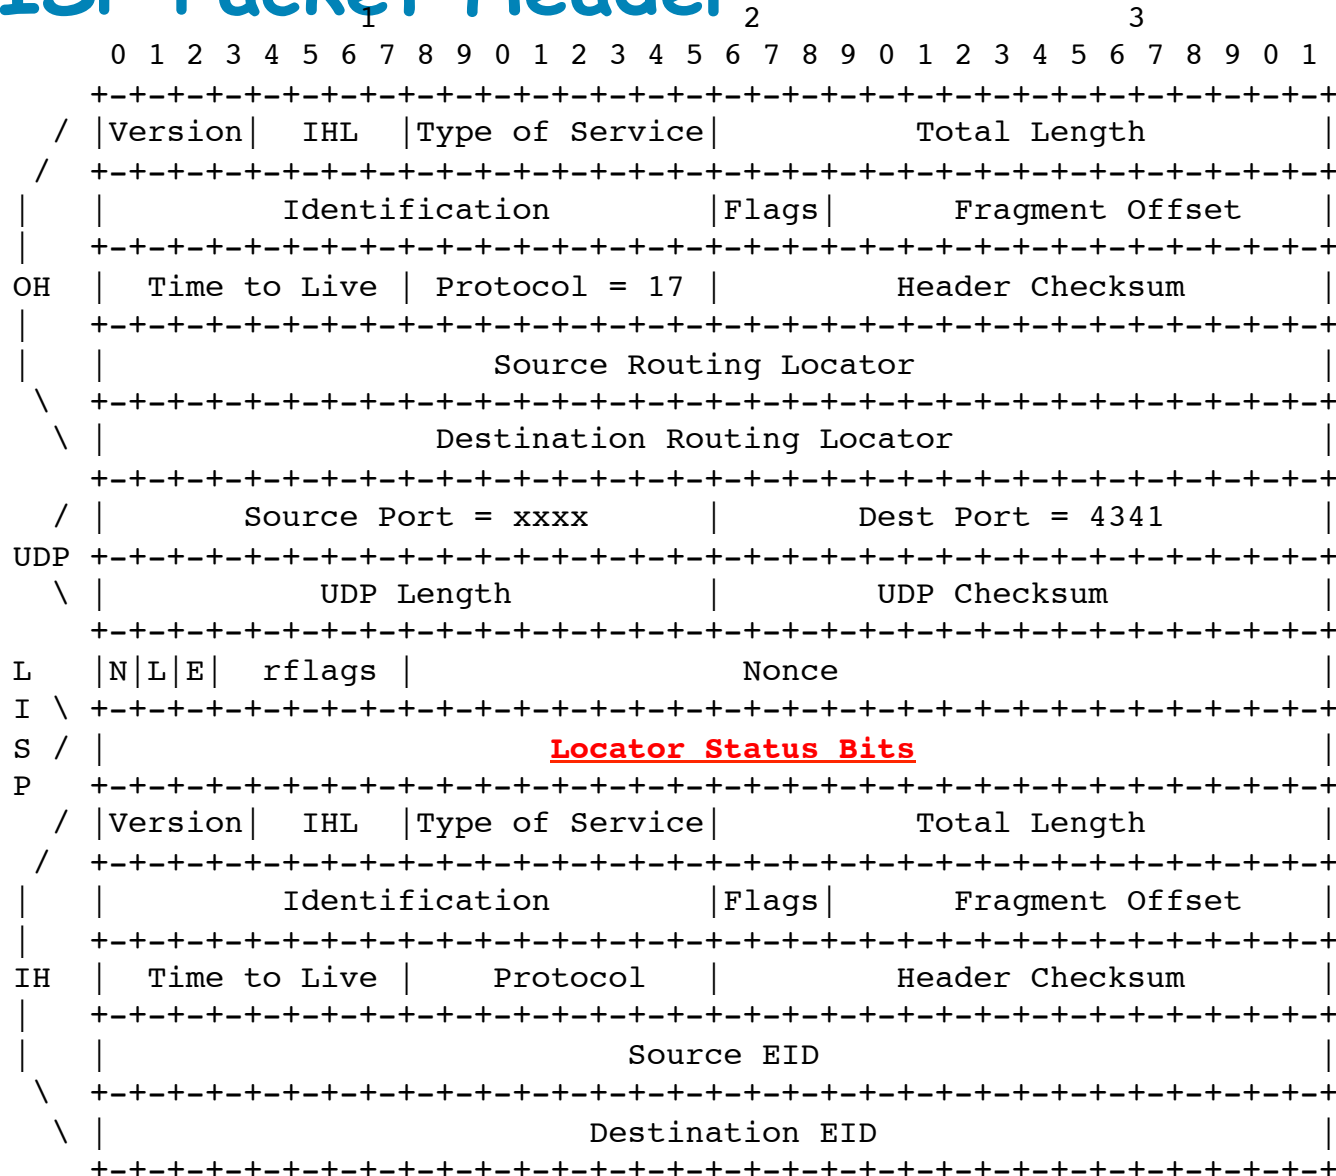 ISP Packet Header
1 2 3
0 1 2 3 4 5 6 7 8 9 0 1 2 3 4 5 6 7 8 9 0 1 2 3 4 5 6 7 8 9 0 1
+-+-+-+-+-+-+-+-+-+-+-+-+-+-+-+-+-+-+-+-+-+-+-+-+-+-+-+-+-+-+-+-+
/ |Version| IHL |Type of Service| Total Length |
/ +-+-+-+-+-+-+-+-+-+-+-+-+-+-+-+-+-+-+-+-+-+-+-+-+-+-+-+-+-+-+-+-+
| | Identification |Flags| Fragment Offset |
| +-+-+-+-+-+-+-+-+-+-+-+-+-+-+-+-+-+-+-+-+-+-+-+-+-+-+-+-+-+-+-+-+
OH | Time to Live | Protocol = 17 | Header Checksum |
| +-+-+-+-+-+-+-+-+-+-+-+-+-+-+-+-+-+-+-+-+-+-+-+-+-+-+-+-+-+-+-+-+
| | Source Routing Locator |
\ +-+-+-+-+-+-+-+-+-+-+-+-+-+-+-+-+-+-+-+-+-+-+-+-+-+-+-+-+-+-+-+-+
\ | Destination Routing Locator |
+-+-+-+-+-+-+-+-+-+-+-+-+-+-+-+-+-+-+-+-+-+-+-+-+-+-+-+-+-+-+-+-+
/ | Source Port = xxxx | Dest Port = 4341 |
UDP +-+-+-+-+-+-+-+-+-+-+-+-+-+-+-+-+-+-+-+-+-+-+-+-+-+-+-+-+-+-+-+-+
\ | UDP Length | UDP Checksum |
+-+-+-+-+-+-+-+-+-+-+-+-+-+-+-+-+-+-+-+-+-+-+-+-+-+-+-+-+-+-+-+-+
L |N|L|E| rflags | Nonce |
I \ +-+-+-+-+-+-+-+-+-+-+-+-+-+-+-+-+-+-+-+-+-+-+-+-+-+-+-+-+-+-+-+-+
S / | Locator Status Bits |
P +-+-+-+-+-+-+-+-+-+-+-+-+-+-+-+-+-+-+-+-+-+-+-+-+-+-+-+-+-+-+-+-+
/ |Version| IHL |Type of Service| Total Length |
/ +-+-+-+-+-+-+-+-+-+-+-+-+-+-+-+-+-+-+-+-+-+-+-+-+-+-+-+-+-+-+-+-+
| | Identification |Flags| Fragment Offset |
| +-+-+-+-+-+-+-+-+-+-+-+-+-+-+-+-+-+-+-+-+-+-+-+-+-+-+-+-+-+-+-+-+
IH | Time to Live | Protocol | Header Checksum |
| +-+-+-+-+-+-+-+-+-+-+-+-+-+-+-+-+-+-+-+-+-+-+-+-+-+-+-+-+-+-+-+-+
| | Source EID |
\ +-+-+-+-+-+-+-+-+-+-+-+-+-+-+-+-+-+-+-+-+-+-+-+-+-+-+-+-+-+-+-+-+
\ | Destination EID |
+-+-+-+-+-+-+-+-+-+-+-+-+-+-+-+-+-+-+-+-+-+-+-+-+-+-+-+-+-+-+-+-+